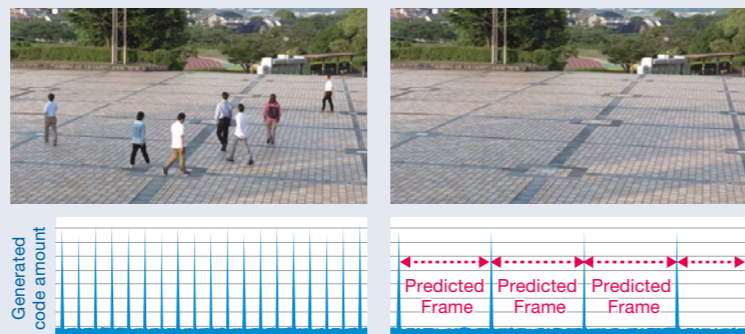 Generated
code amount
Predicted
Frame
Predicted
Frame
Predicted
Frame